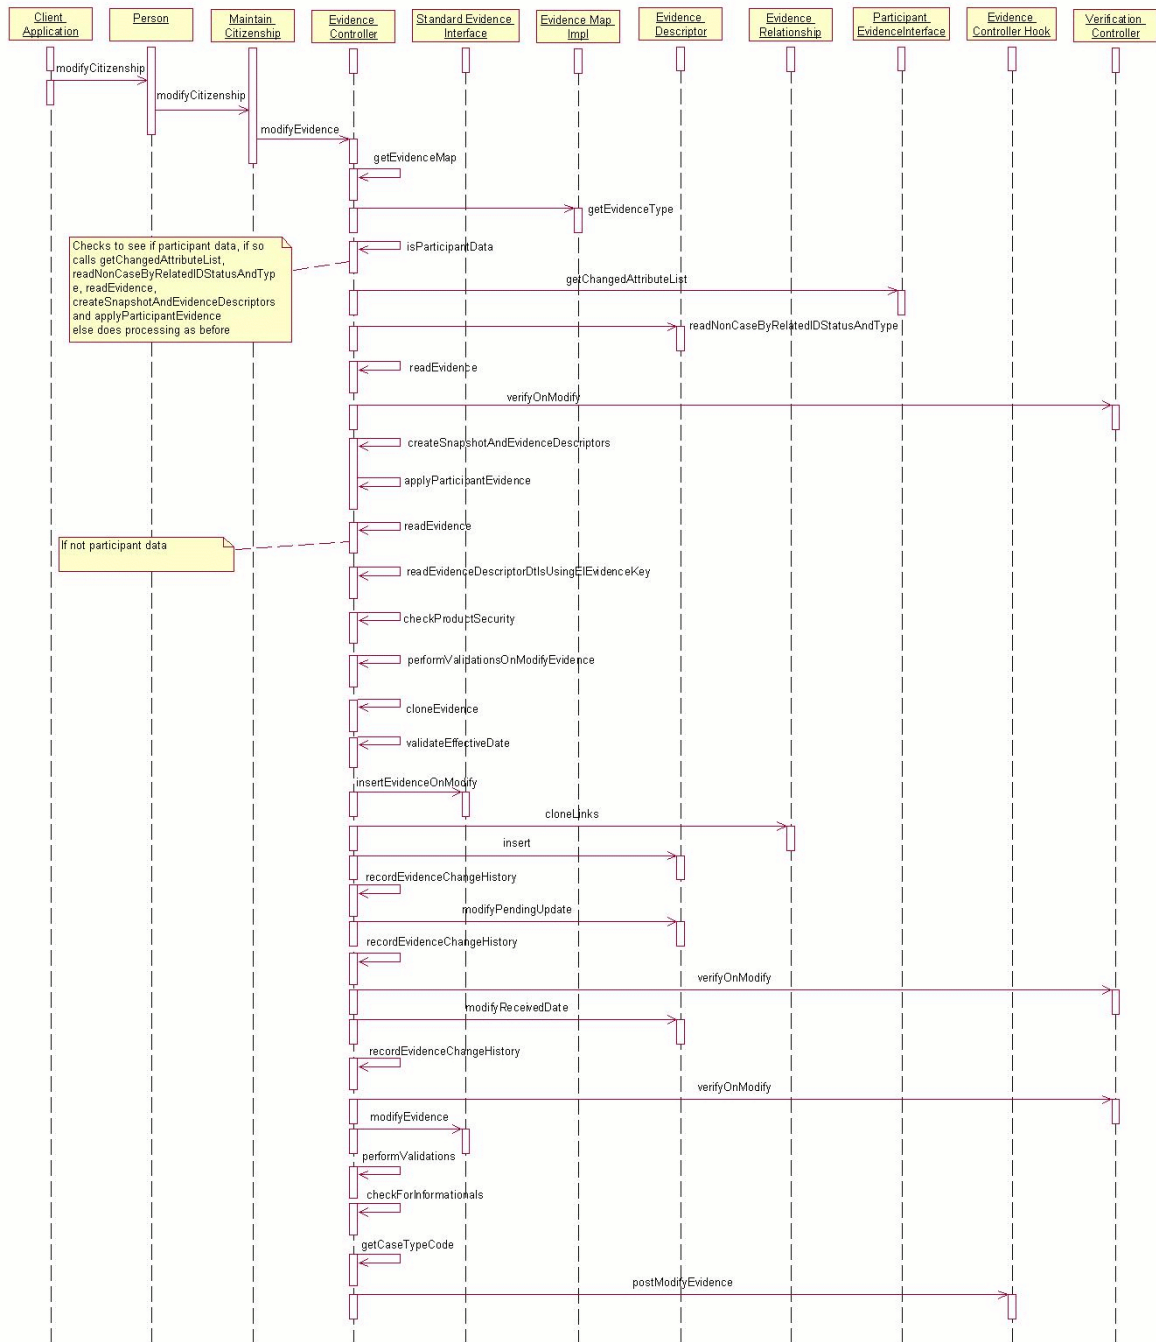 Client
Application
Person
Maintain
Citizenship
Evidence
Controller
Standard Evidence
Interface
Evidence Map
Impl
Evidence
Descriptor
Evidence
Relationship
Participant
EvidenceInterface
Evidence
Controller Hook
Verification
Controller
modifyCitizenship
modifyCitizenship
modifyEvidence
getEvidenceMap
getEvidenceType
Checks to see if participant data, if so
calls getChangedAttributeList,
readNonCaseByRelatedIDStatusAndTyp
e, readEvidence,
createSnapshotAndEvidenceDescriptors
and applyParticipantEvidence
else does processing as before
isParticipantData
getChangedAttributeList
readNonCaseByRelatedIDStatusAndType
readEvidence
verifyOnModify
createSnapshotAndEvidenceDescriptors
applyParticipantEvidence
readEvidence
If not participant data
readEvidenceDescriptorDtlsUsingEIEvidenceKey
checkProductSecurity
performValidationsOnModifyEvidence
cloneEvidence
validateEffectiveDate
insertEvidenceOnModify
cloneLinks
insert
recordEvidenceChangeHistory
modifyPendingUpdate
recordEvidenceChangeHistory
verifyOnModify
modifyReceivedDate
recordEvidenceChangeHistory
verifyOnModify
modifyEvidence
performValidations
checkForInformationals
getCaseTypeCode
postModifyEvidence